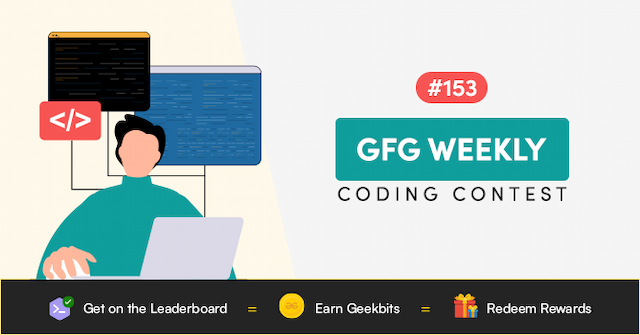 </>
#153
GFG WEEKLY
CODING CONTEST
Get on the Leaderboard = Earn Geekbits = Redeem Rewards